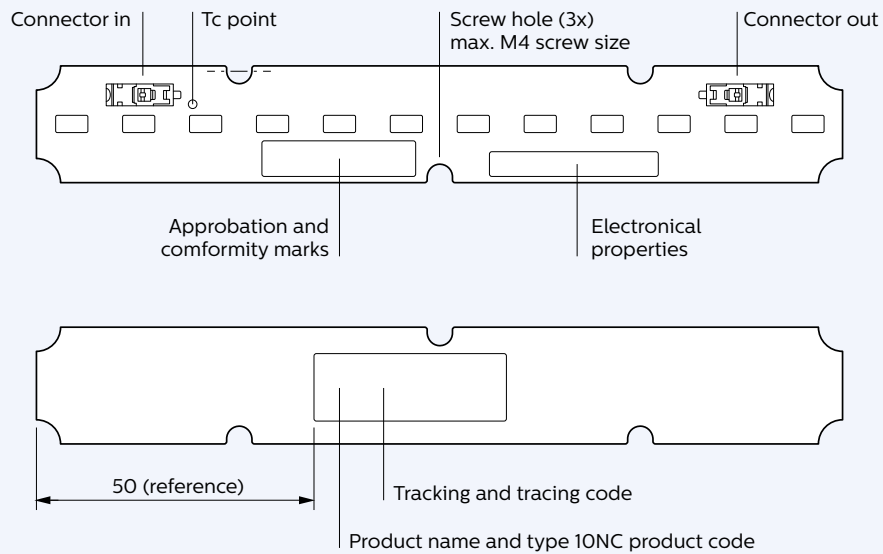 Connector in
Tc point
Screw hole (3x)
max. M4 screw size
Connector out
Approbation and
comformity marks
Electronical
properties
50 (reference)
Tracking and tracing code
Product name and type 10NC product code